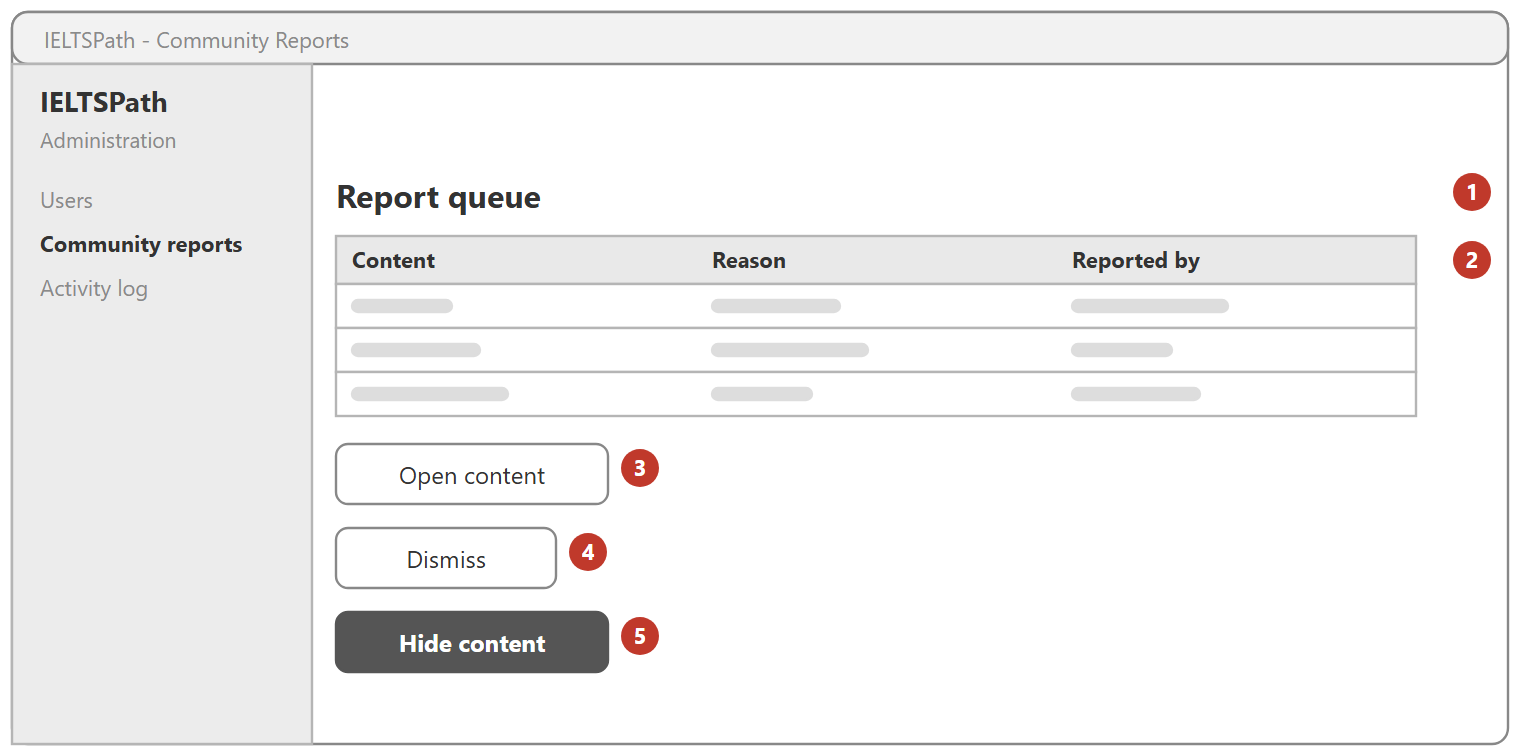 IELTSPath - Community Reports
IELTSPath
Administration
Users
Community reports
Activity log
Report queue
1
Content Reason Reported by
2
Open content
3
Dismiss
4
Hide content
5